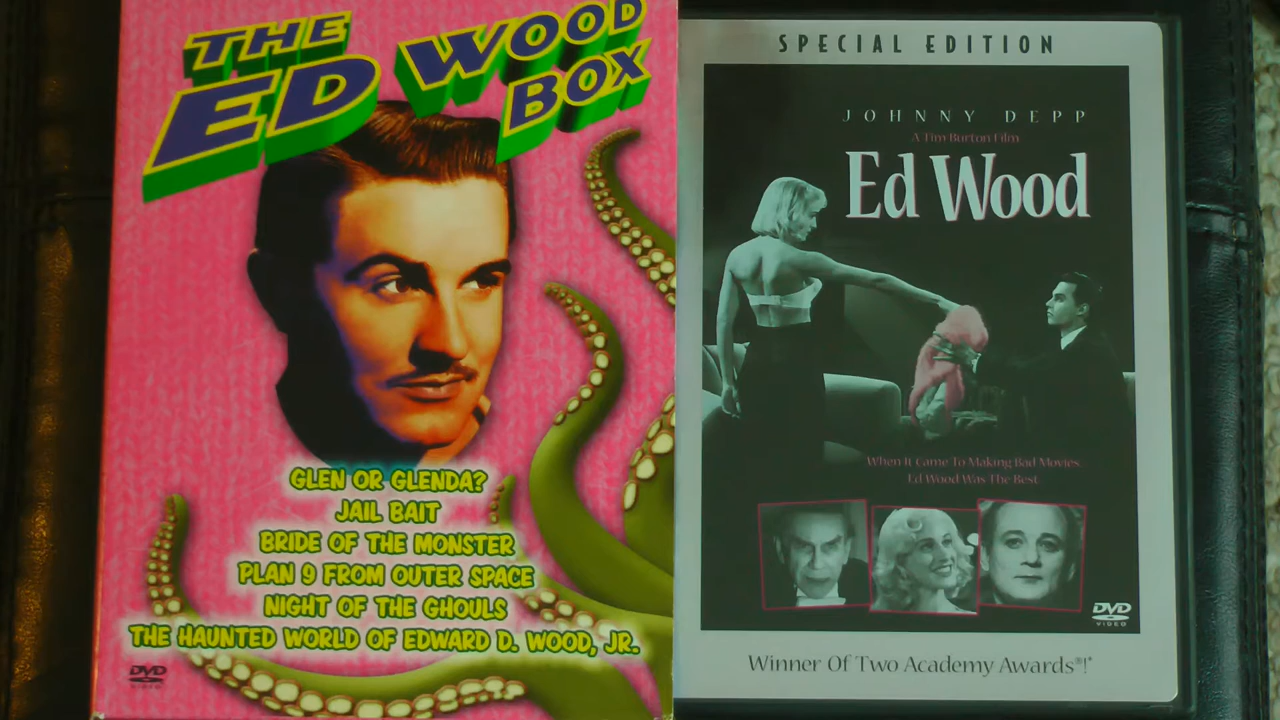 THE
ED WOOD
BOX
GLEN OR GLENDA?
JAIL BAIT
BRIDE OF THE MONSTER
PLAN 9 FROM OUTER SPACE
NIGHT OF THE GHOULS
THE HAUNTED WORLD OF EDWARD D. WOOD, JR.
DVD
VIDEO
SPECIAL EDITION
JOHNNY DEPP
A Tim Burton Film
Ed Wood
When It Came To Making Bad Movies,
Ed Wood Was The Best.
DVD
VIDEO
Winner Of Two Academy Awards®!*